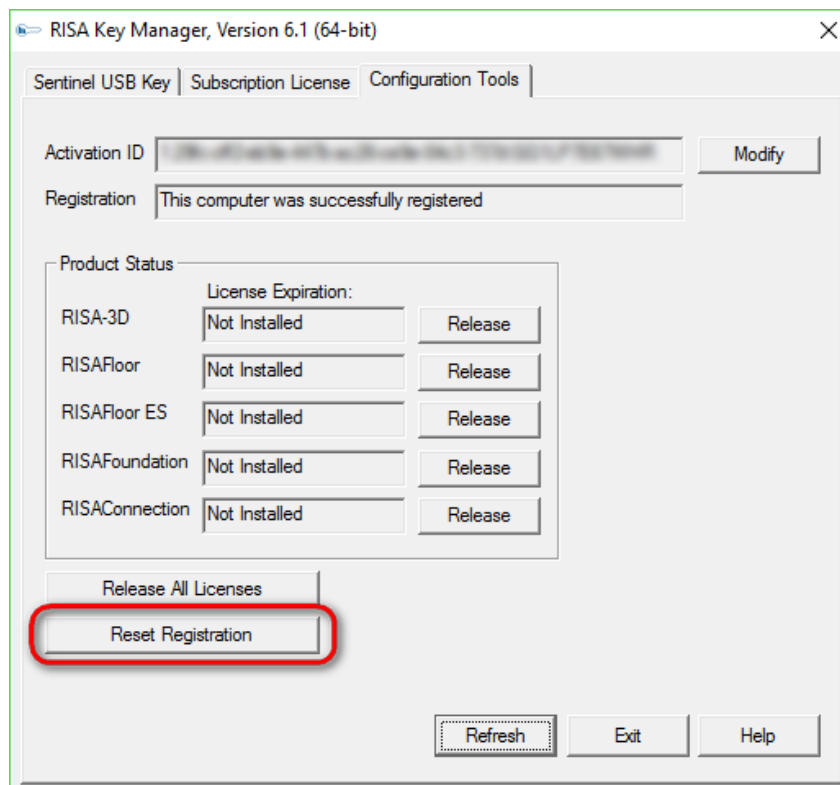 RISA Key Manager, Version 6.1 (64-bit)
Sentinel USB Key Subscription License Configuration Tools
Activation ID Modify
Registration This computer was successfully registered
Product Status
License Expiration:
RISA-3D Not Installed Release
RISAFloor Not Installed Release
RISAFloor ES Not Installed Release
RISAFoundation Not Installed Release
RISAConnection Not Installed Release
Release All Licenses
Reset Registration
Refresh Exit Help